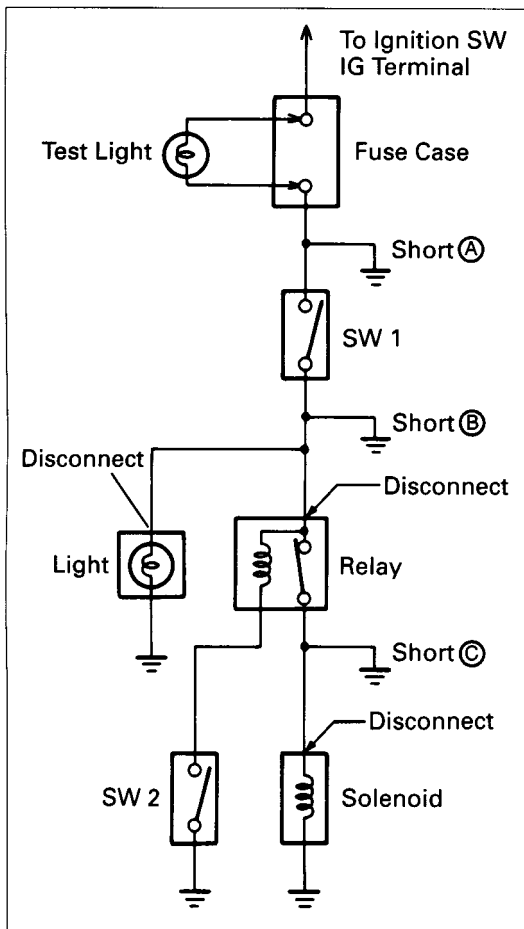 To Ignition SW
IG Terminal
Test Light
Fuse Case
Short Ⓐ
SW 1
Short Ⓑ
Disconnect
Disconnect
Light
Relay
Short Ⓒ
Disconnect
SW 2
Solenoid